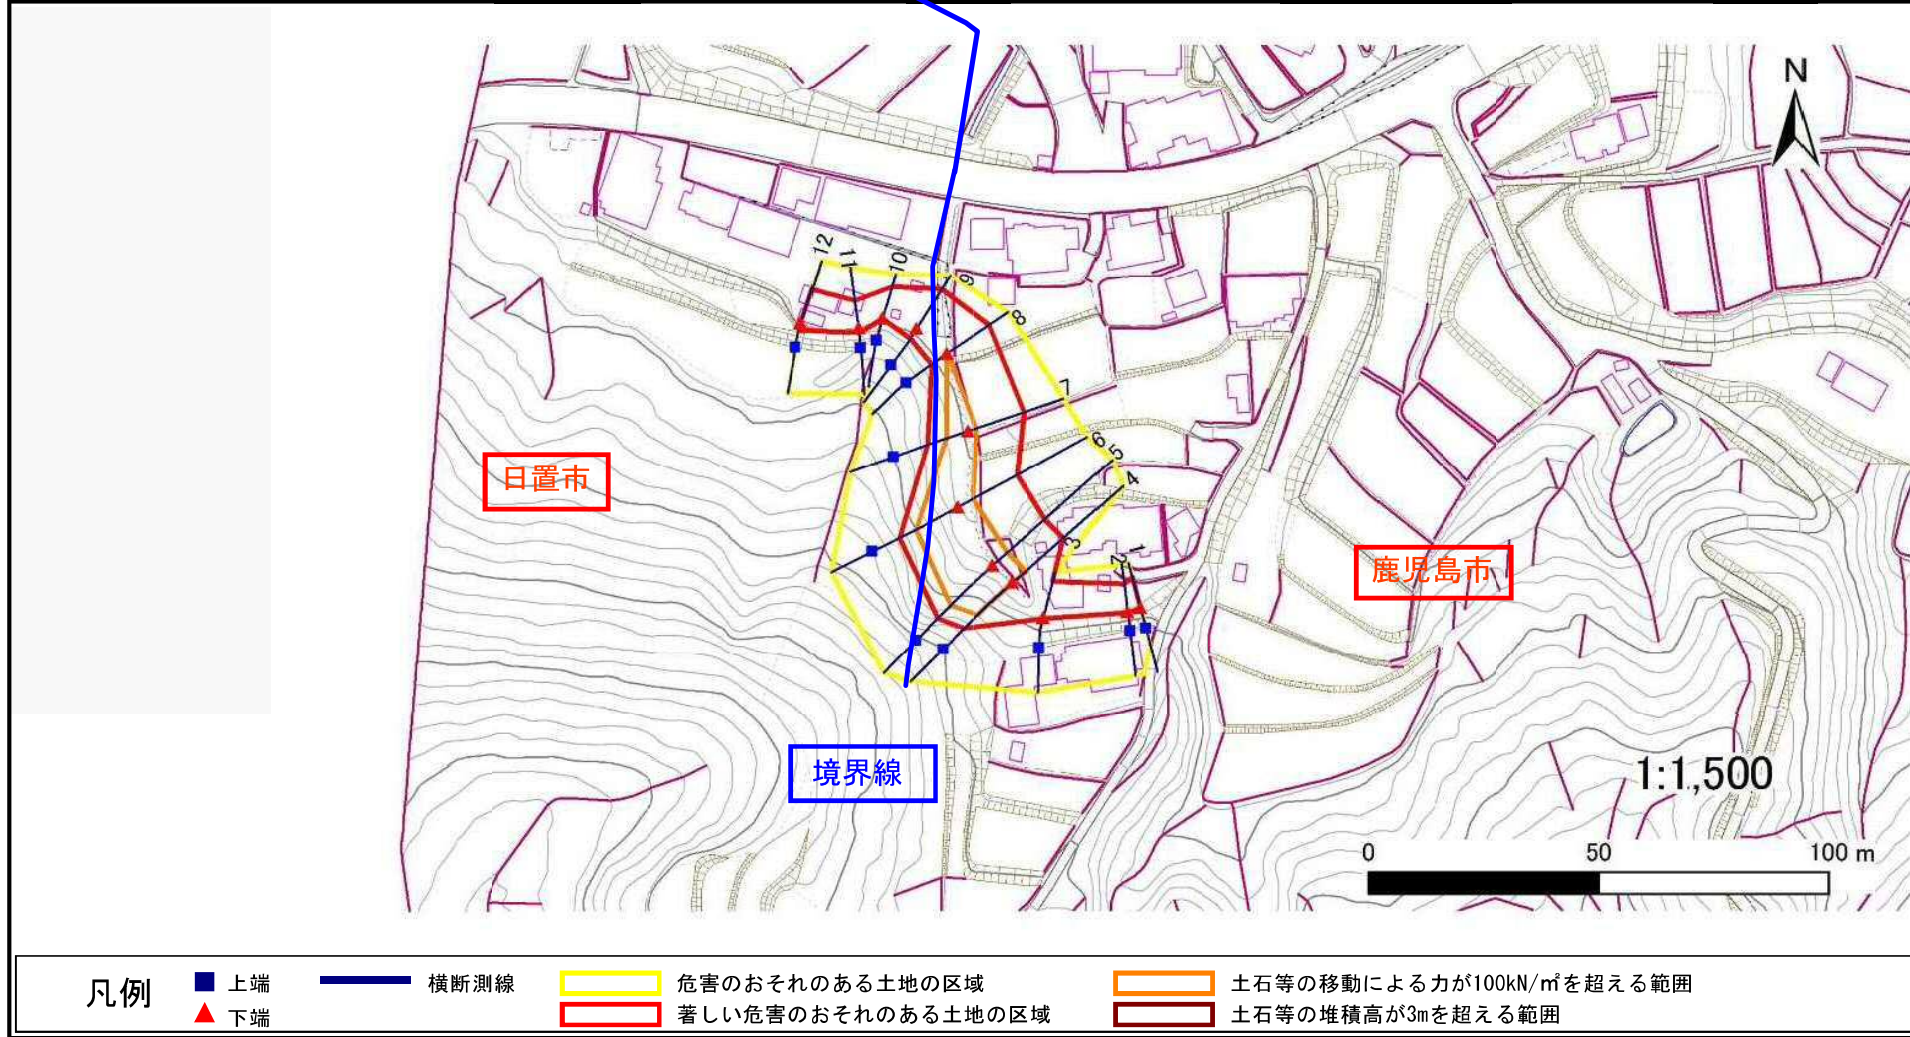 N
12
11
10
9
8
7
6
5
4
3
2
1
日置市
鹿児島市
境界線
1:1,500
0 50 100 m
凡例
上端
横断測線
危害のおそれのある土地の区域
土石等の移動による力が100kN/㎡を超える範囲
下端
著しい危害のおそれのある土地の区域
土石等の堆積高が3mを超える範囲